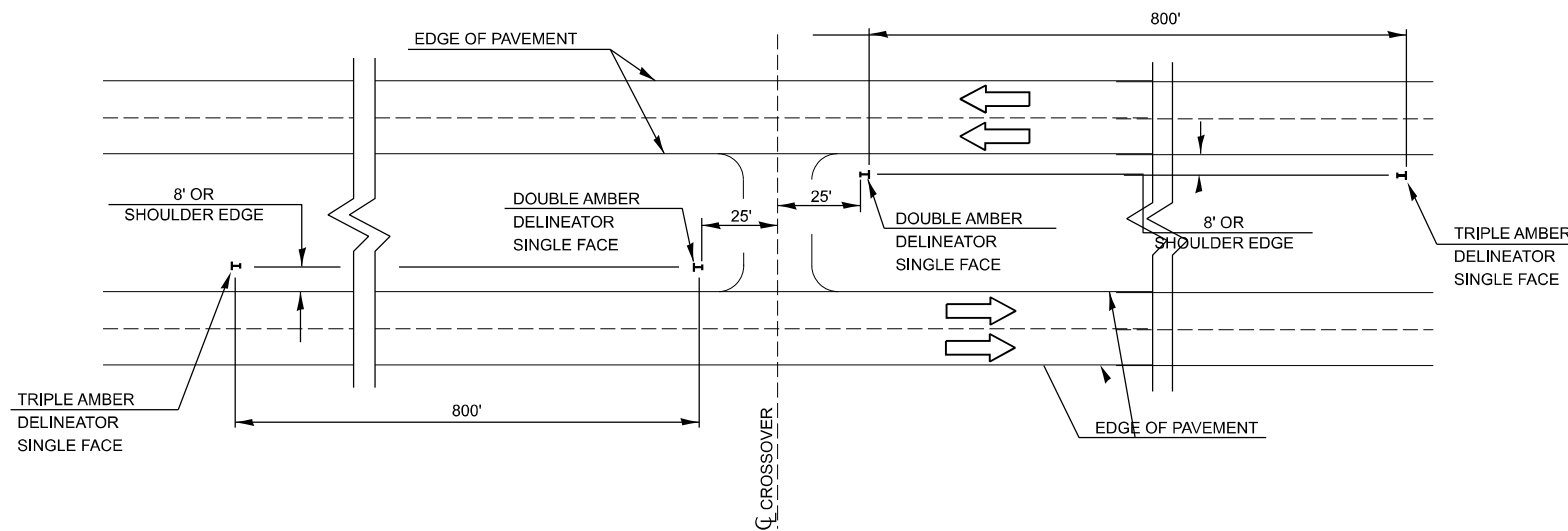 800'
EDGE OF PAVEMENT
8' OR
SHOULDER EDGE
DOUBLE AMBER
DELINEATOR
SINGLE FACE
25'
25'
DOUBLE AMBER
DELINEATOR
SINGLE FACE
8' OR
SHOULDER EDGE
TRIPLE AMBER
DELINEATOR
SINGLE FACE
TRIPLE AMBER
DELINEATOR
SINGLE FACE
800'
℄ CROSSOVER
EDGE OF PAVEMENT